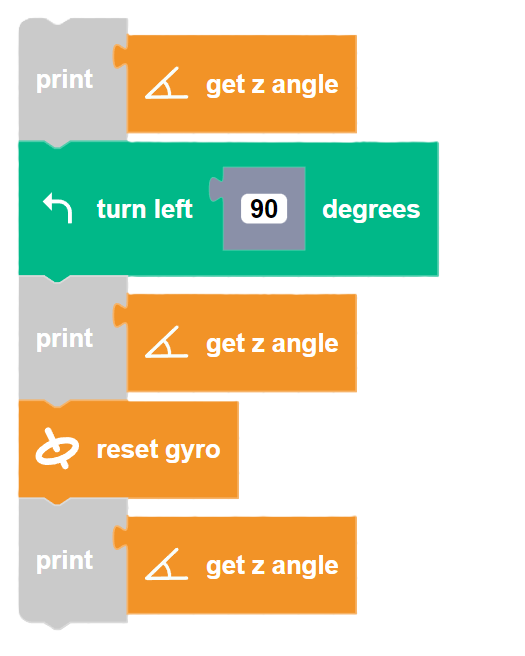 print get z angle
turn left 90 degrees
print get z angle
reset gyro
print get z angle